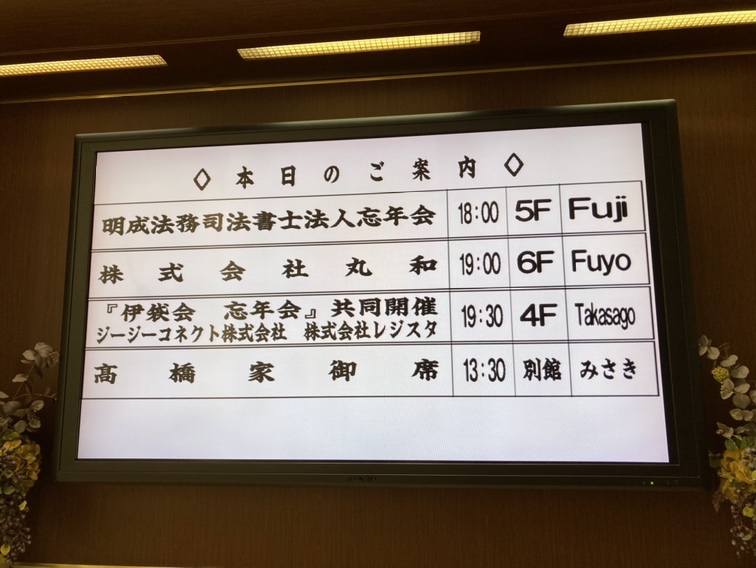 ◇ 本日のご案内 ◇
明成法務司法書士法人忘年会 18:00 5F Fuji
株式会社丸和 19:00 6F Fuyo
『伊袋会 忘年会』共同開催 19:30 4F Takasago
ジージーコネクト株式会社 株式会社レジスタ
髙橋家御席 13:30 別館 みさき